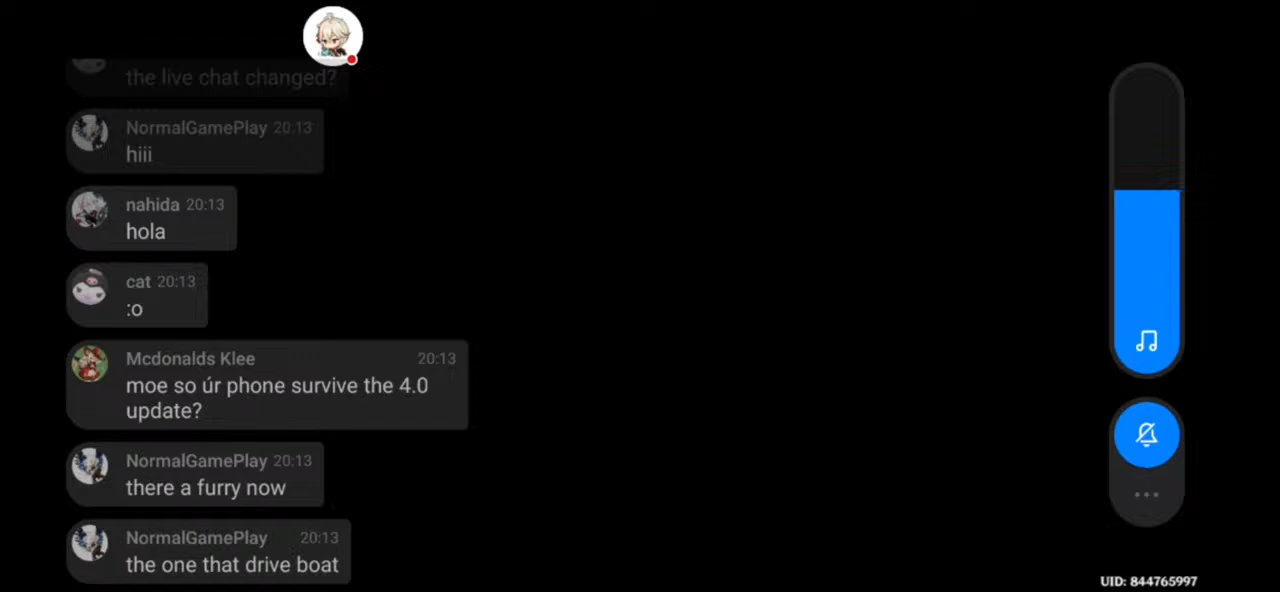 the live chat changed?
NormalGamePlay 20:13
hiii
nahida 20:13
hola
cat 20:13
:o
Mcdonalds Klee 20:13
moe so úr phone survive the 4.0
update?
NormalGamePlay 20:13
there a furry now
NormalGamePlay 20:13
the one that drive boat
UID: 844765997